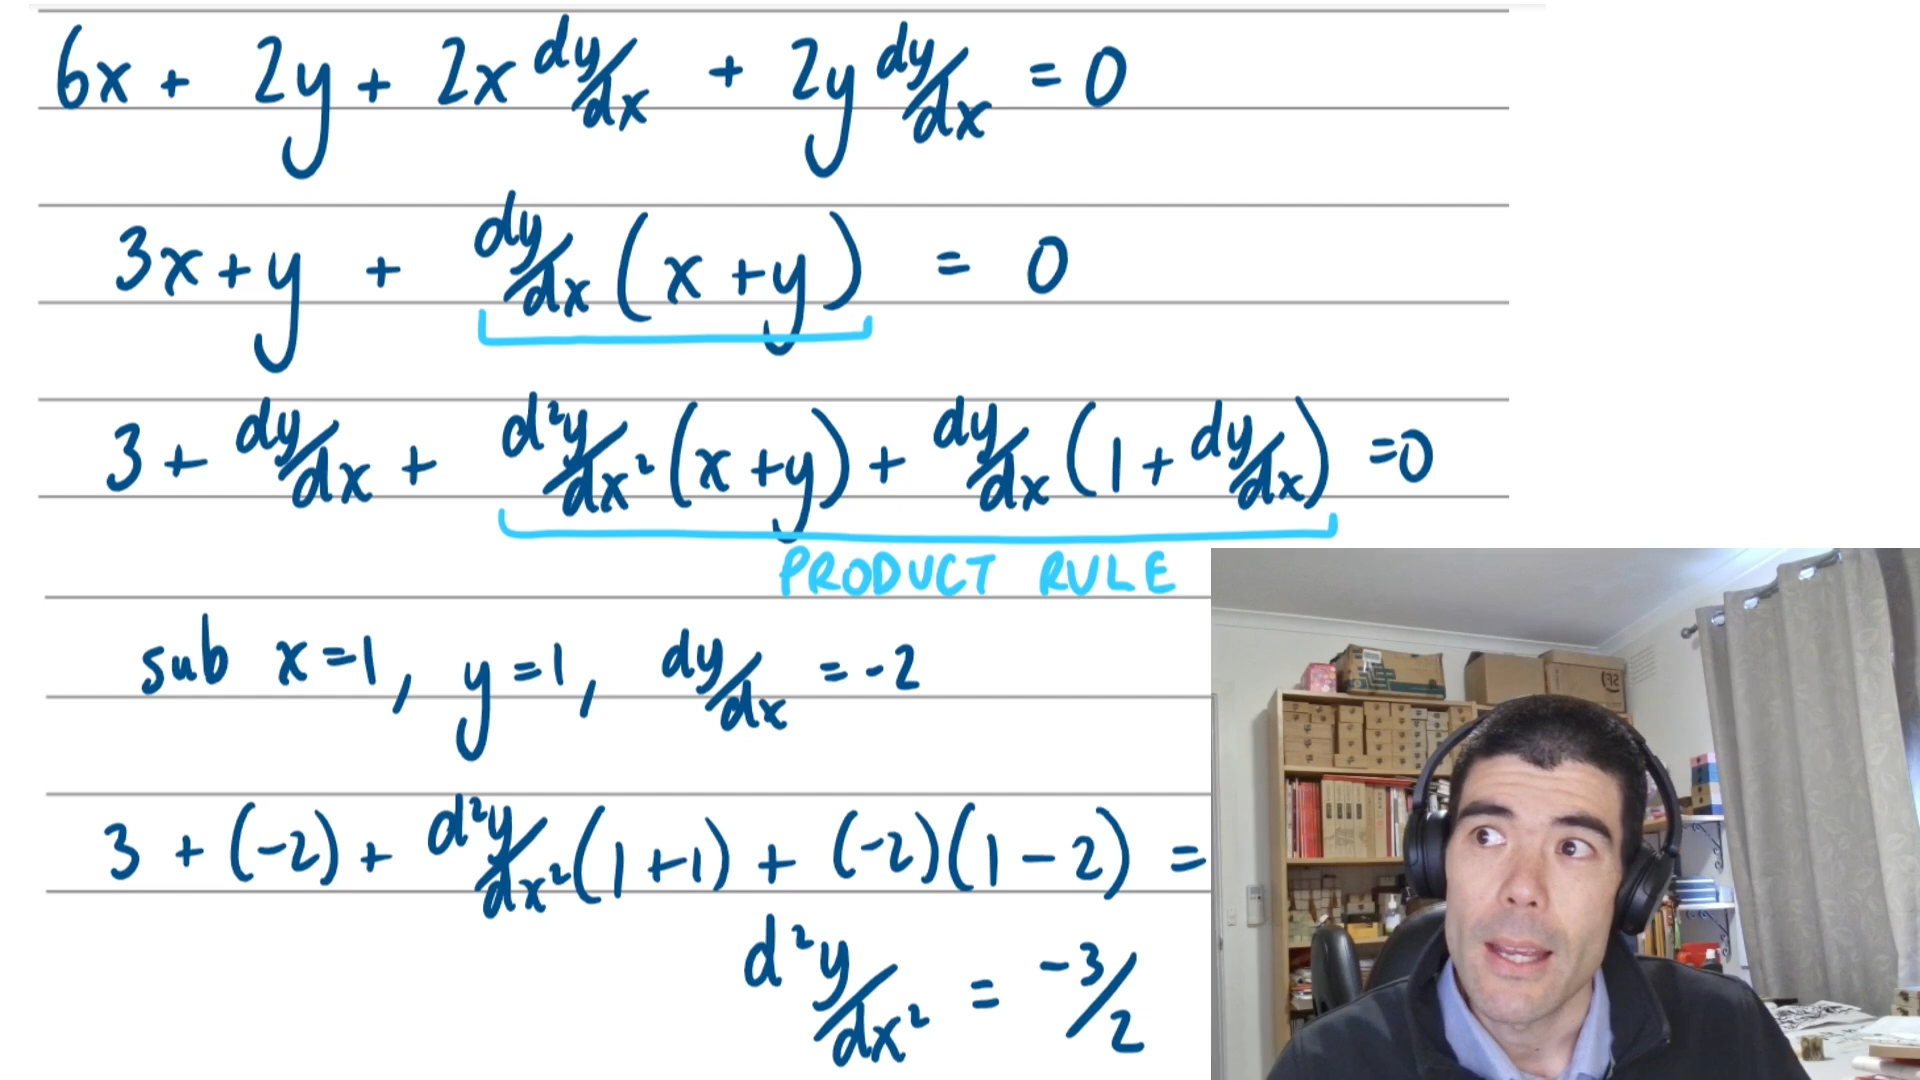 6x + 2y + 2x dy/dx + 2y dy/dx = 0
3x + y + dy/dx (x + y) = 0
3 + dy/dx + d²y/dx² (x + y) + dy/dx (1 + dy/dx) = 0
PRODUCT RULE
sub x = 1, y = 1, dy/dx = -2
3 + (-2) + d²y/dx² (1 + 1) + (-2)(1 - 2) =
d²y/dx² = -3/2